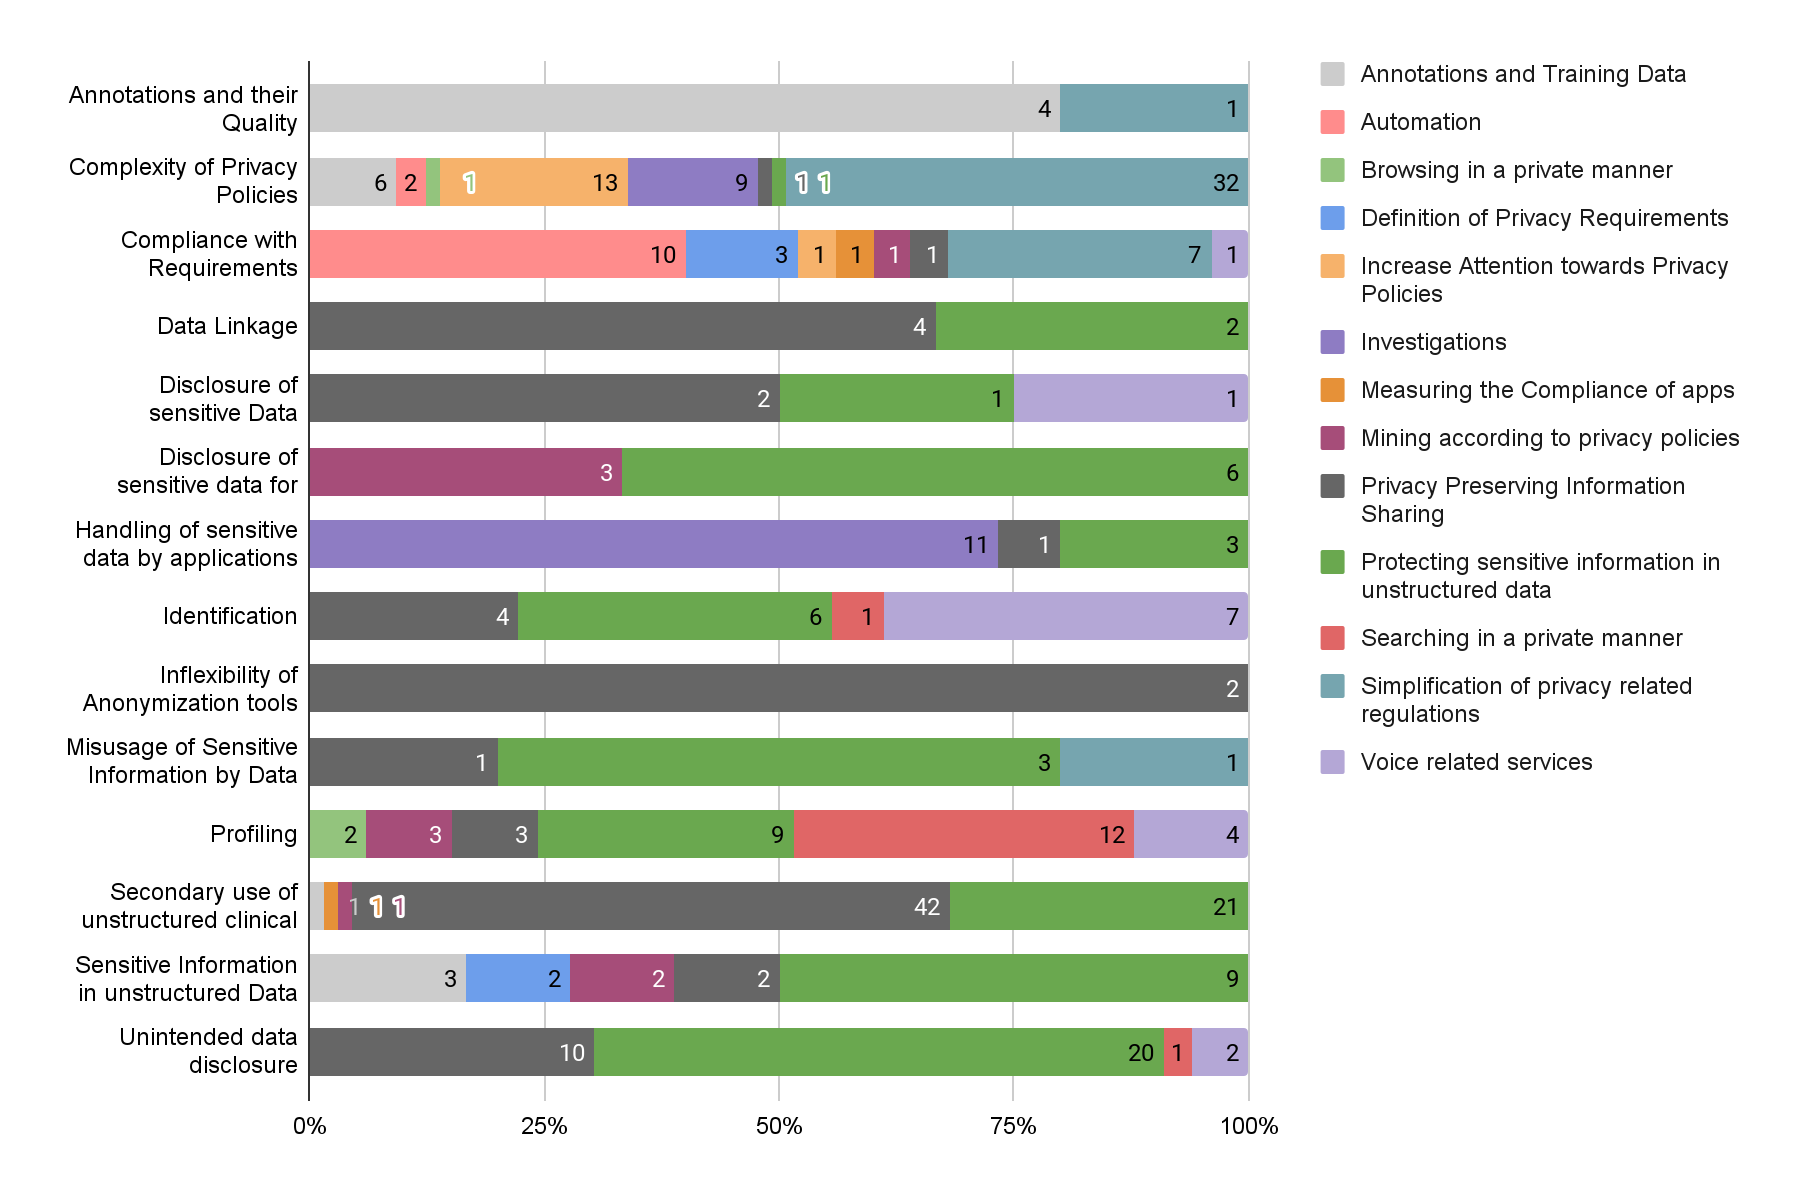 Annotations and their
Quality
4 1
Complexity of Privacy
Policies
6 2 1 13 9 1 1 32
Compliance with
Requirements
10 3 1 1 1 1 7 1
Data Linkage
4 2
Disclosure of
sensitive Data
2 1 1
Disclosure of
sensitive data for
3 6
Handling of sensitive
data by applications
11 1 3
Identification
4 6 1 7
Inflexibility of
Anonymization tools
2
Misusage of Sensitive
Information by Data
1 3 1
Profiling
2 3 3 9 12 4
Secondary use of
unstructured clinical
1 1 1 42 21
Sensitive Information
in unstructured Data
3 2 2 2 9
Unintended data
disclosure
10 20 1 2
0% 25% 50% 75% 100%
Annotations and Training Data
Automation
Browsing in a private manner
Definition of Privacy Requirements
Increase Attention towards Privacy
Policies
Investigations
Measuring the Compliance of apps
Mining according to privacy policies
Privacy Preserving Information
Sharing
Protecting sensitive information in
unstructured data
Searching in a private manner
Simplification of privacy related
regulations
Voice related services